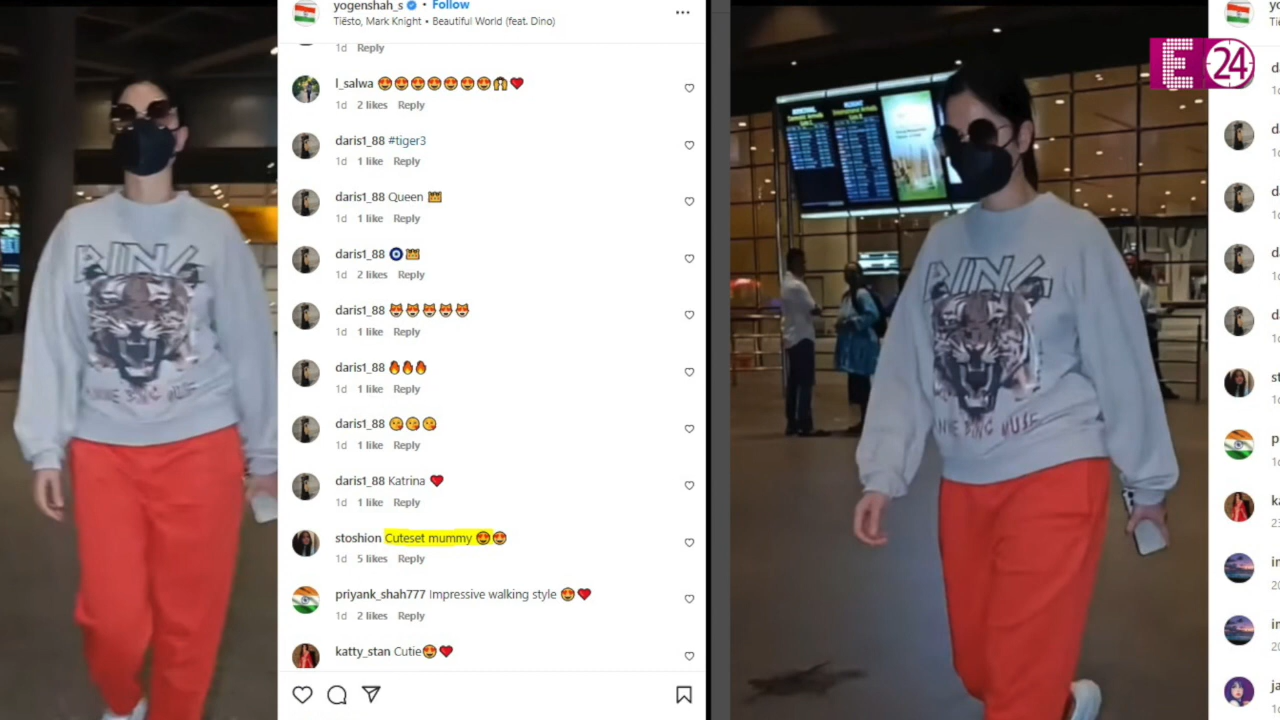 yogenshah_s • Follow
Tiësto, Mark Knight • Beautiful World (feat. Dino)
1d Reply
l_salwa 😍😍😍😍😍😍😍🙌❤️
1d 2 likes Reply
daris1_88 #tiger3
1d 1 like Reply
daris1_88 Queen 👑
1d 1 like Reply
daris1_88 🧿👑
1d 2 likes Reply
daris1_88 😻😻😻😻😻
1d 1 like Reply
daris1_88 🔥🔥🔥
1d 1 like Reply
daris1_88 😘😘😘
1d 1 like Reply
daris1_88 Katrina ❤️
1d 1 like Reply
stoshion Cuteset mummy 😍😍
1d 5 likes Reply
priyank_shah777 Impressive walking style 😍❤️
1d 2 likes Reply
katty_stan Cutie😍❤️
BING
BING
E24